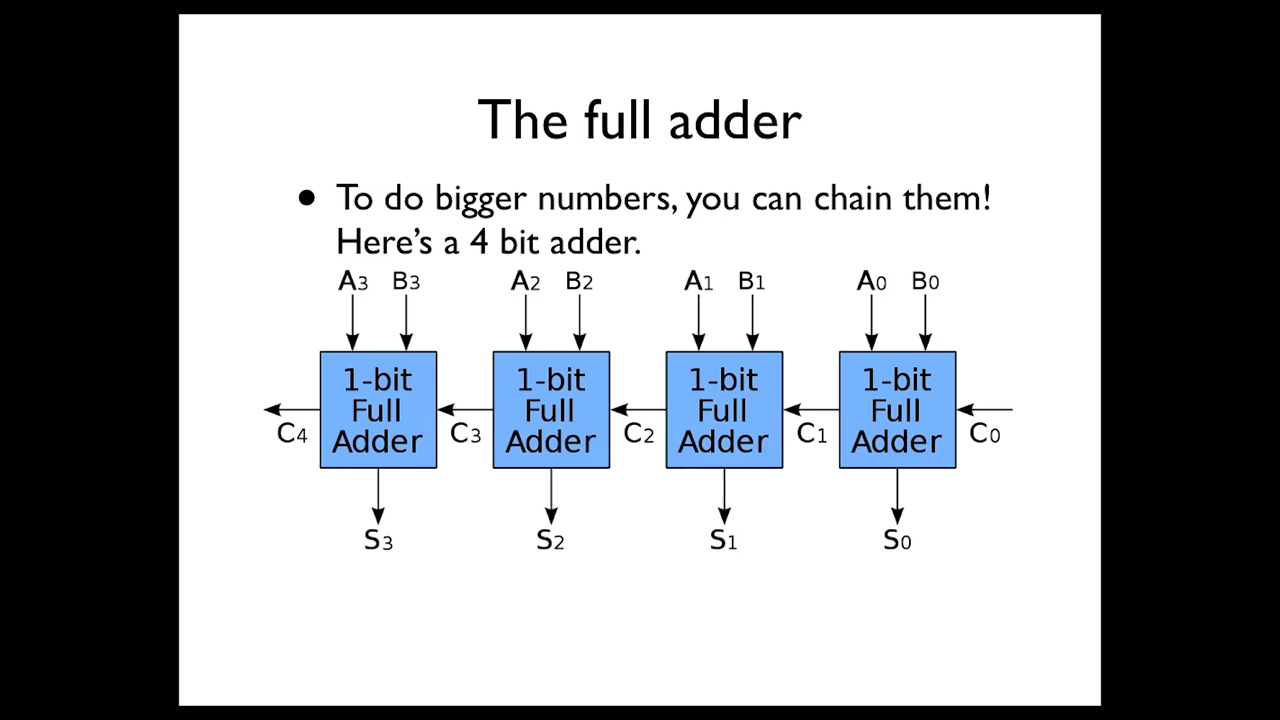 The full adder
• To do bigger numbers, you can chain them!
Here's a 4 bit adder.
A3 B3 A2 B2 A1 B1 A0 B0
1-bit 1-bit 1-bit 1-bit
Full Full Full Full
Adder Adder Adder Adder
C4 C3 C2 C1 C0
S3 S2 S1 S0